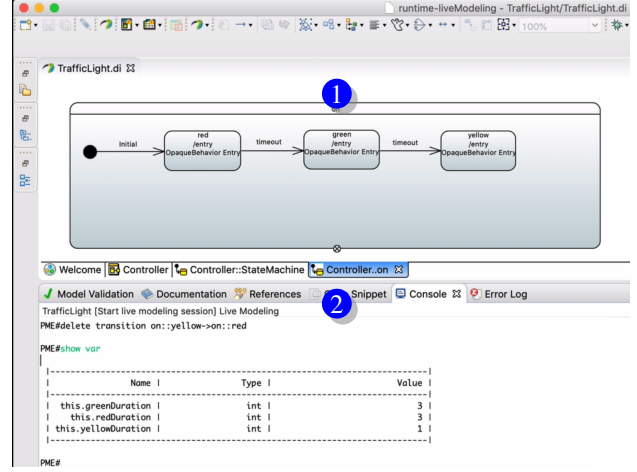 runtime-liveModeling - TrafficLight/TrafficLight.di
100%
TrafficLight.di
1
Initial
red
/entry
OpaqueBehavior Entry
timeout
green
/entry
OpaqueBehavior Entry
timeout
yellow
/entry
OpaqueBehavior Entry
Welcome Controller Controller::StateMachine Controller..on
Model Validation Documentation References Snippet Console Error Log
2
TrafficLight [Start live modeling session] Live Modeling
PME#delete transition on::yellow->on::red
PME#show var
|--------------------------------------------------------------|
| Name | Type | Value |
|--------------------------------------------------------------|
| this.greenDuration | int | 3 |
| this.redDuration | int | 3 |
| this.yellowDuration | int | 1 |
|--------------------------------------------------------------|
PME#